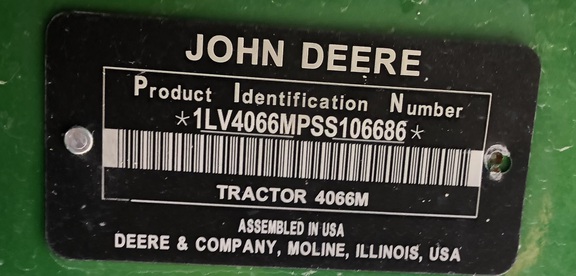 JOHN DEERE
Product Identification Number
*1LV4066MPSS106686*
TRACTOR 4066M
ASSEMBLED IN USA
DEERE & COMPANY, MOLINE, ILLINOIS, USA